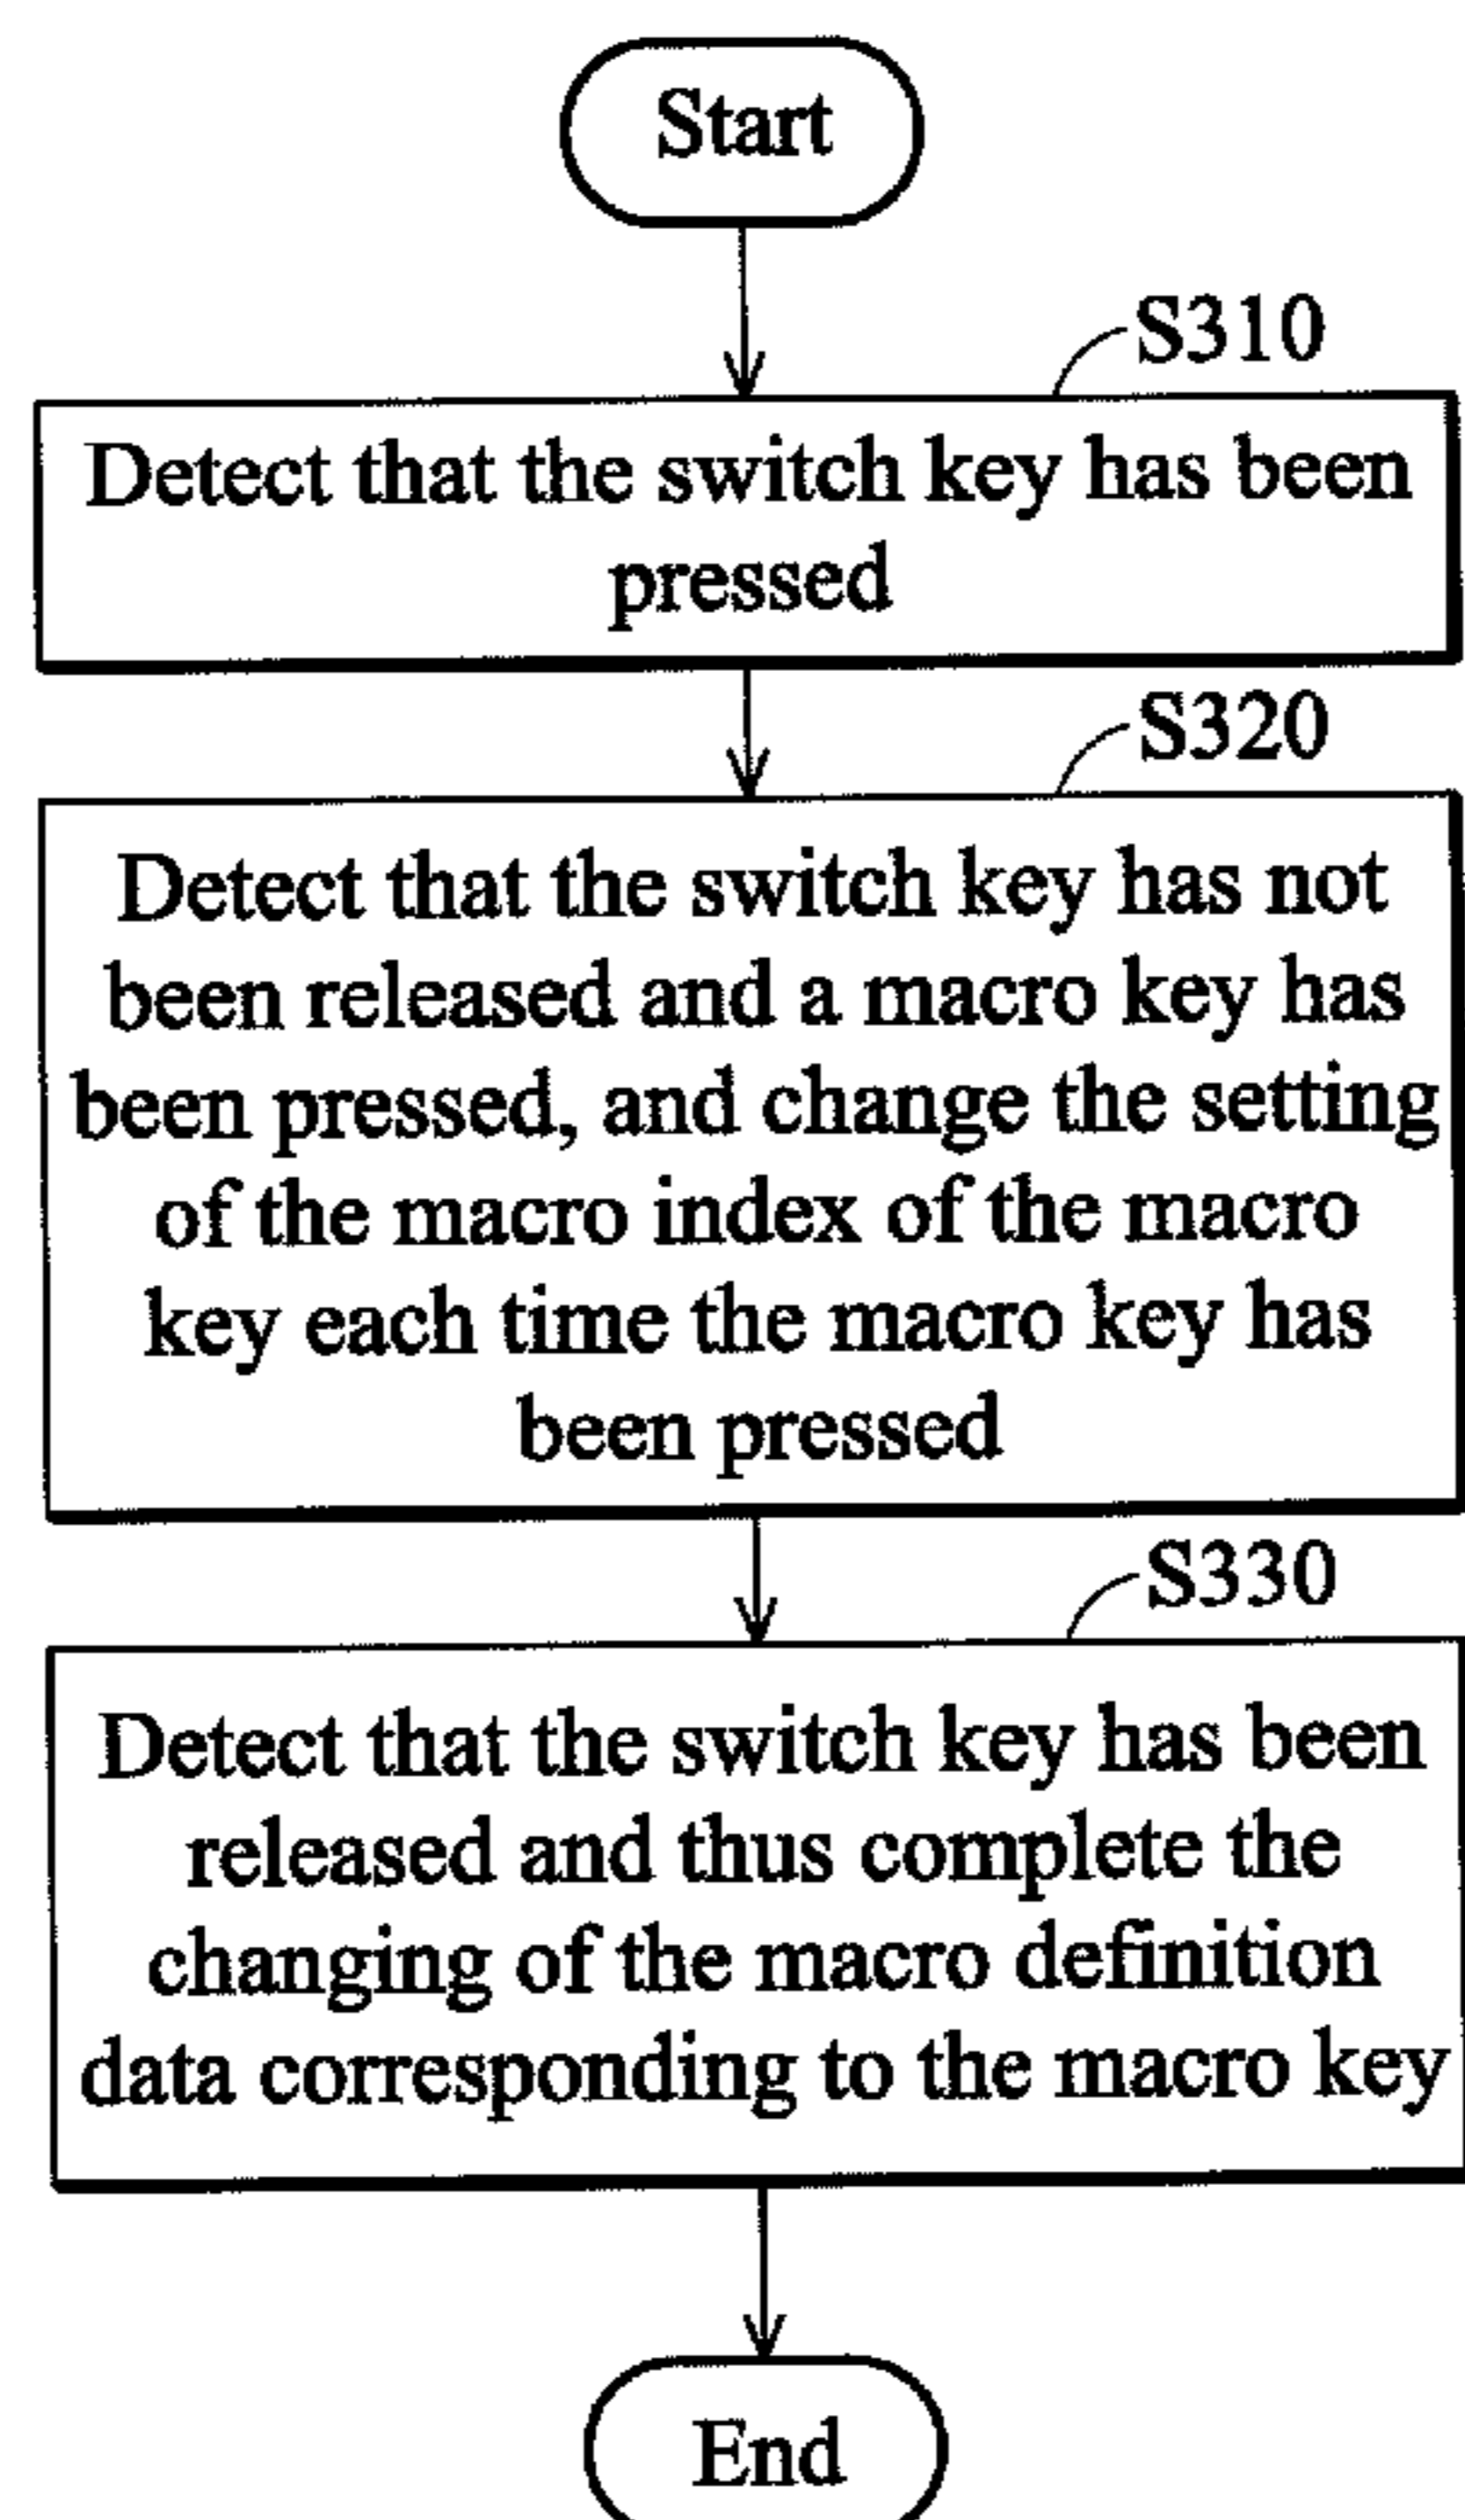 Start
S310
Detect that the switch key has been
pressed
S320
Detect that the switch key has not
been released and a macro key has
been pressed, and change the setting
of the macro index of the macro
key each time the macro key has
been pressed
S330
Detect that the switch key has been
released and thus complete the
changing of the macro definition
data corresponding to the macro key
End